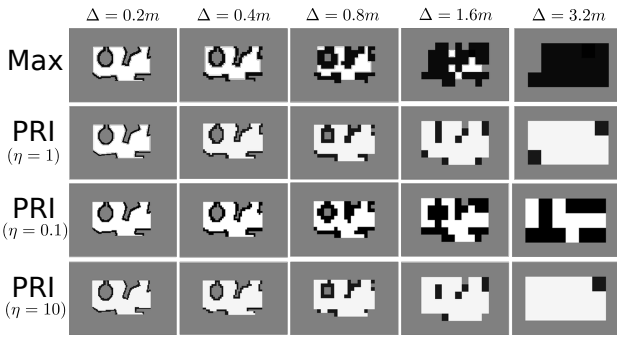 Δ = 0.2m Δ = 0.4m Δ = 0.8m Δ = 1.6m Δ = 3.2m
Max
PRI
(η = 1)
PRI
(η = 0.1)
PRI
(η = 10)